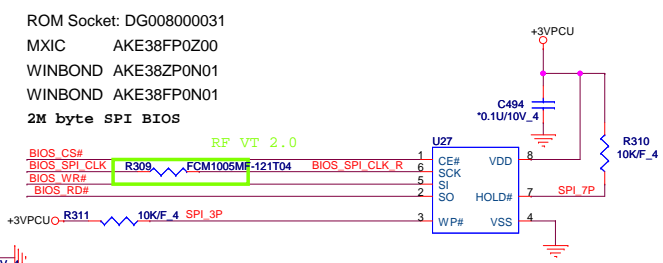 ROM Socket: DG008000031
MXIC AKE38FP0Z00
WINBOND AKE38ZP0N01
WINBOND AKE38FP0N01
2M byte SPI BIOS
+3VPCU
C494
*0.1U/10V_4
R310
10K/F_4
RF VT 2.0
U27
BIOS_CS# 1 CE# VDD 8
BIOS_SPI_CLK R309 FCM1005MF-121T04 BIOS_SPI_CLK_R 6 SCK
BIOS_WR# 5 SI
BIOS_RD# 2 SO HOLD# 7 SPI_7P
+3VPCU R311 10K/F_4 SPI_3P 3 WP# VSS 4